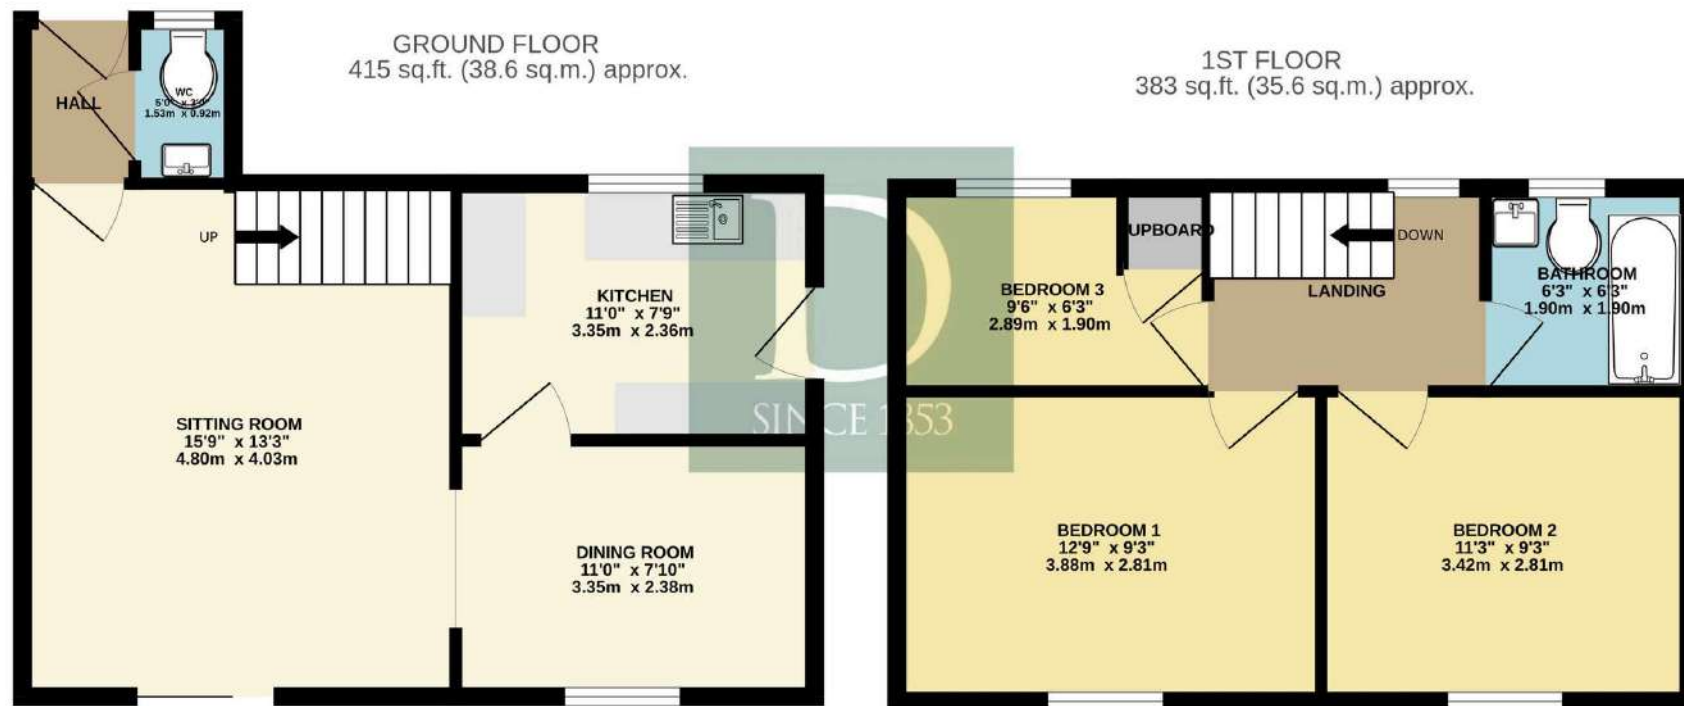 GROUND FLOOR
415 sq.ft. (38.6 sq.m.) approx.
HALL
WC
1.53m x 0.92m
UP
KITCHEN
11'0" x 7'9"
3.35m x 2.36m
SITTING ROOM
15'9" x 13'3"
4.80m x 4.03m
DINING ROOM
11'0" x 7'10"
3.35m x 2.38m
D
SINCE 1853
1ST FLOOR
383 sq.ft. (35.6 sq.m.) approx.
UPBOARD
DOWN
BEDROOM 3
9'6" x 6'3"
2.89m x 1.90m
LANDING
BATHROOM
6'3" x 6'3"
1.90m x 1.90m
BEDROOM 1
12'9" x 9'3"
3.88m x 2.81m
BEDROOM 2
11'3" x 9'3"
3.42m x 2.81m